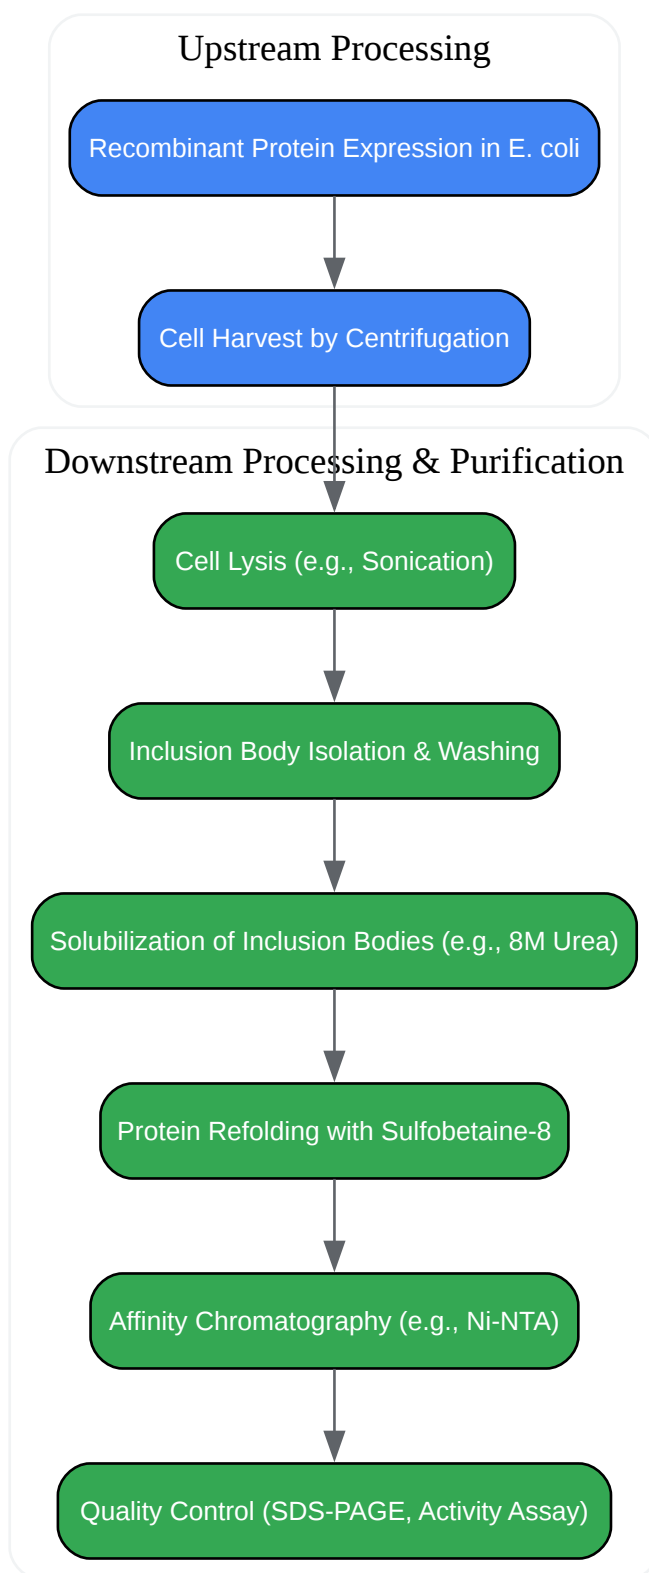 Upstream Processing
Recombinant Protein Expression in E. coli
Cell Harvest by Centrifugation
Downstream Processing & Purification
Cell Lysis (e.g., Sonication)
Inclusion Body Isolation & Washing
Solubilization of Inclusion Bodies (e.g., 8M Urea)
Protein Refolding with Sulfobetaine-8
Affinity Chromatography (e.g., Ni-NTA)
Quality Control (SDS-PAGE, Activity Assay)